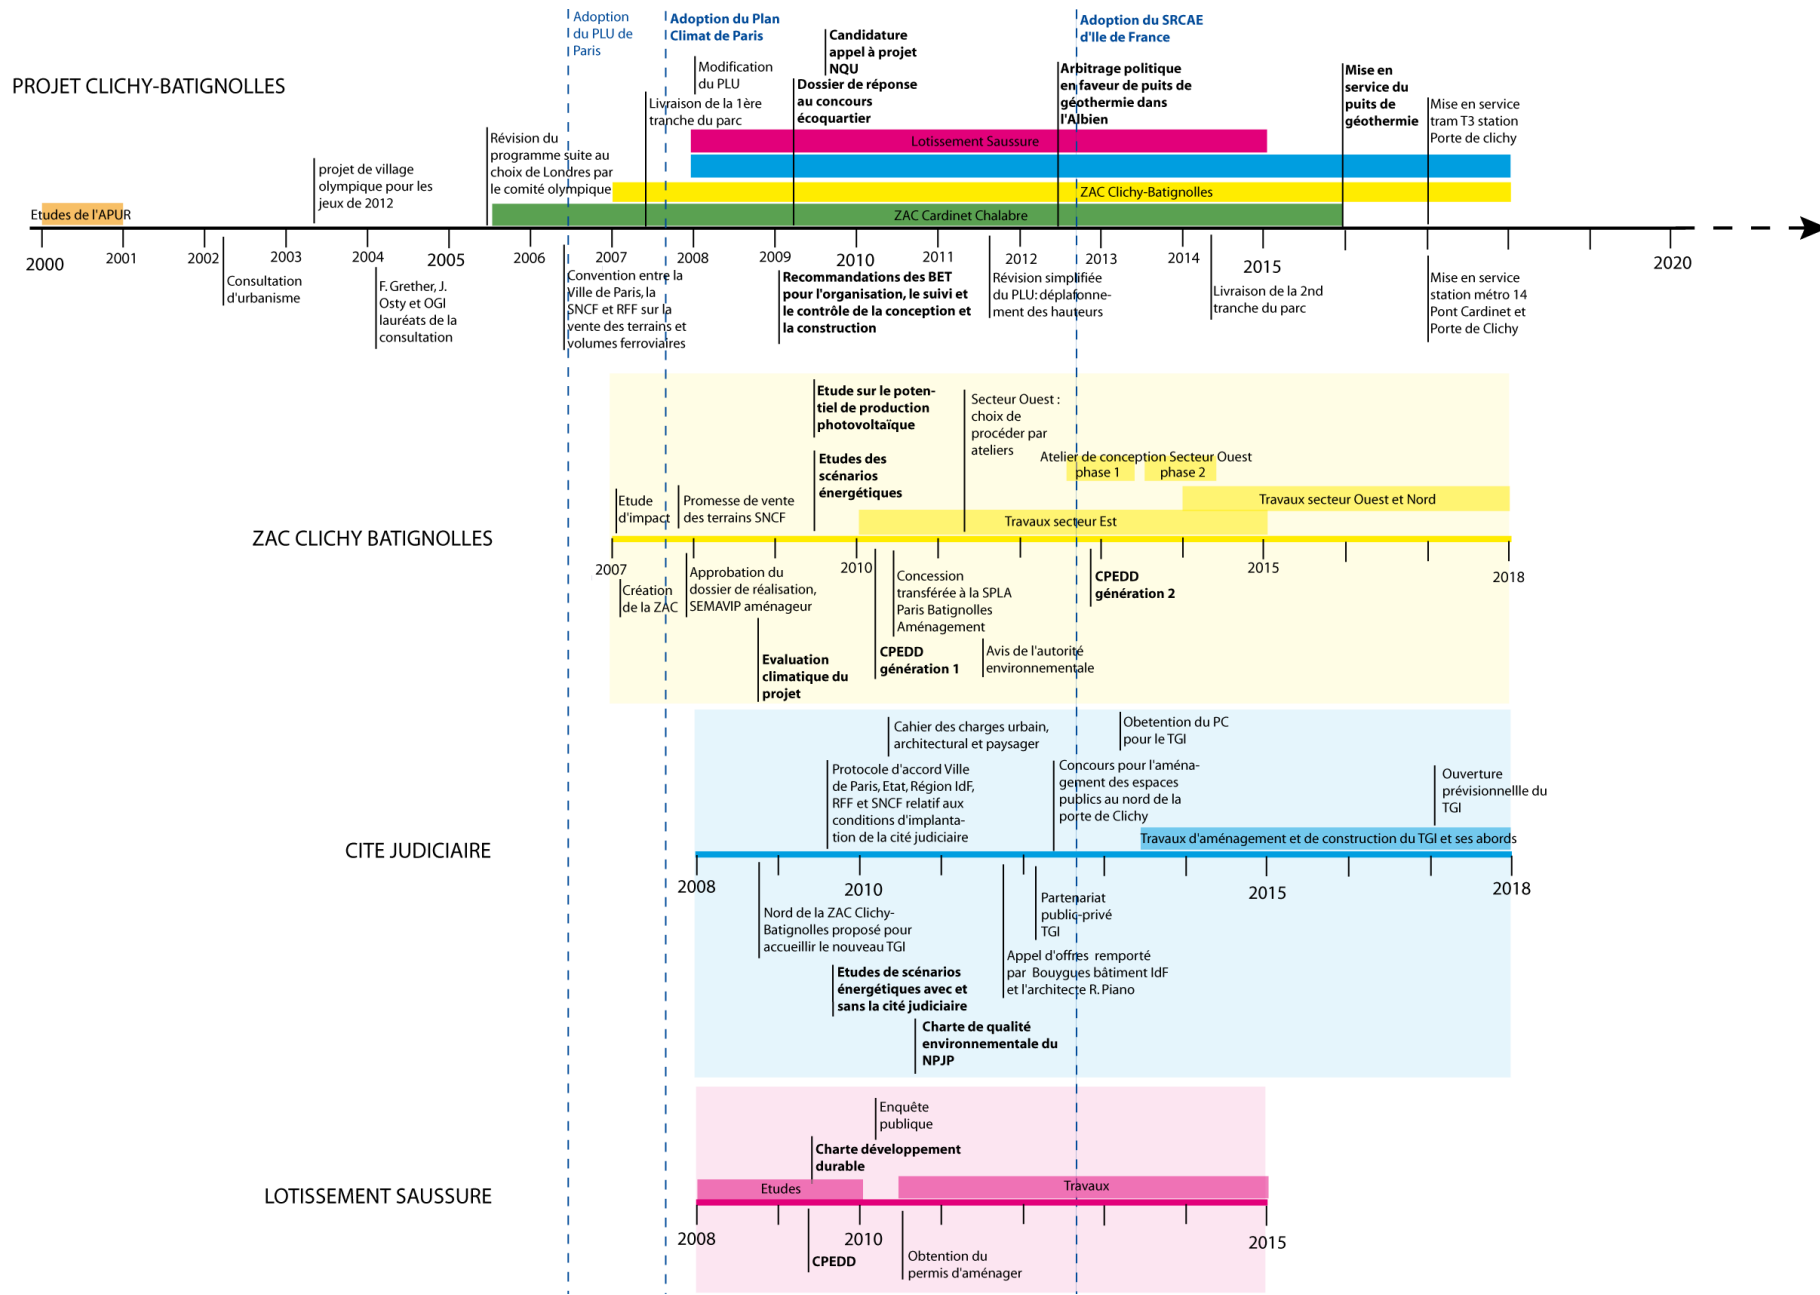 Adoption
du PLU de
Paris
Adoption du Plan
Climat de Paris
Adoption du SRCAE
d'Ile de France
PROJET CLICHY-BATIGNOLLES
Candidature
appel à projet
NQU
Modification
du PLU
Dossier de réponse
au concours
écoquartier
Livraison de la 1ère
tranche du parc
Arbitrage politique
en faveur de puits de
géothermie dans
l'Albien
Mise en
service du
puits de
géothermie
Mise en service
tram T3 station
Porte de clichy
Révision du
programme suite au
choix de Londres par
le comité olympique
projet de village
olympique pour les
jeux de 2012
Etudes de l'APUR
Lotissement Saussure
ZAC Clichy-Batignolles
ZAC Cardinet Chalabre
2000
2001
2002
2003
2004
2005
2006
2007
2008
2009
2010
2011
2012
2013
2014
2015
2020
Consultation
d'urbanisme
F. Grether, J.
Osty et OGI
lauréats de la
consultation
Convention entre la
Ville de Paris, la
SNCF et RFF sur la
vente des terrains et
volumes ferroviaires
Recommandations des BET
pour l'organisation, le suivi et
le contrôle de la conception et
la construction
Révision simplifiée
du PLU: déplafonne-
ment des hauteurs
Livraison de la 2nd
tranche du parc
Mise en service
station métro 14
Pont Cardinet et
Porte de Clichy
ZAC CLICHY BATIGNOLLES
Etude sur le poten-
tiel de production
photovoltaïque
Secteur Ouest :
choix de
procéder par
ateliers
Etudes des
scénarios
énergétiques
Atelier de conception Secteur Ouest
phase 1
phase 2
Etude
d'impact
Promesse de vente
des terrains SNCF
Travaux secteur Ouest et Nord
Travaux secteur Est
2007
2010
2015
2018
Création
de la ZAC
Approbation du
dossier de réalisation,
SEMAVIP aménageur
Concession
transférée à la SPLA
Paris Batignolles
Aménagement
CPEDD
génération 2
Evaluation
climatique du
projet
CPEDD
génération 1
Avis de l'autorité
environnementale
CITE JUDICIAIRE
Cahier des charges urbain,
architectural et paysager
Obetention du PC
pour le TGI
Protocole d'accord Ville
de Paris, Etat, Région IdF,
RFF et SNCF relatif aux
conditions d'implanta-
tion de la cité judiciaire
Concours pour l'aména-
gement des espaces
publics au nord de la
porte de Clichy
Ouverture
prévisionnellle du
TGI
Travaux d'aménagement et de construction du TGI et ses abords
2008
2010
2015
2018
Nord de la ZAC Clichy-
Batignolles proposé pour
accueillir le nouveau TGI
Partenariat
public-privé
TGI
Appel d'offres remporté
par Bouygues bâtiment IdF
et l'architecte R. Piano
Etudes de scénarios
énergétiques avec et
sans la cité judiciaire
Charte de qualité
environnementale du
NPJP
LOTISSEMENT SAUSSURE
Enquête
publique
Charte développement
durable
Etudes
Travaux
2008
2010
2015
CPEDD
Obtention du
permis d'aménager